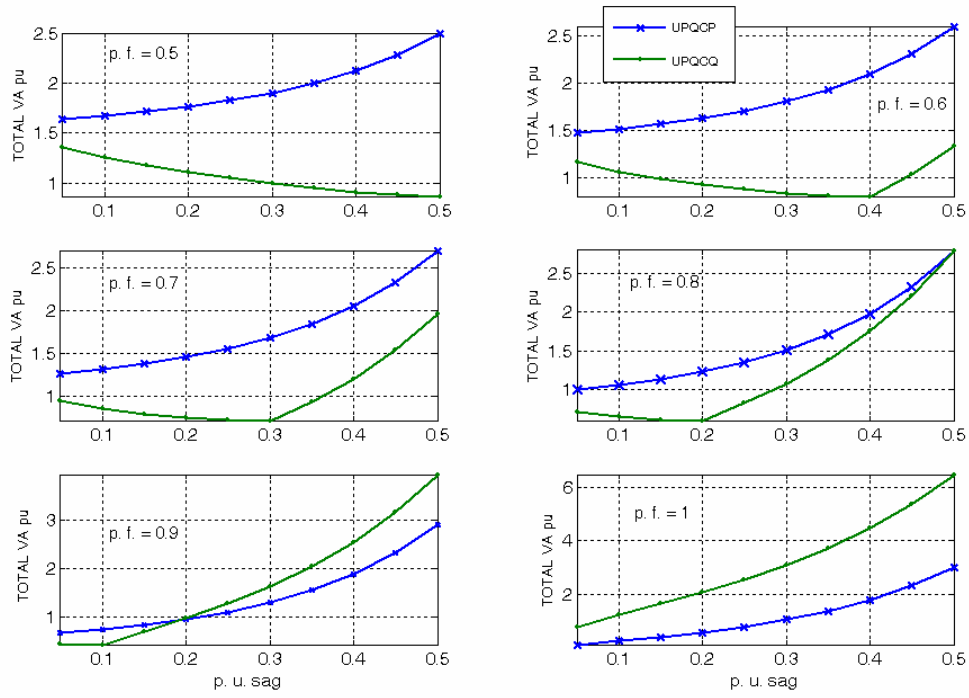 UPQCP
UPQCQ
2.5
2
1.5
1
TOTAL VA pu
p. f. = 0.5
0.1 0.2 0.3 0.4 0.5
2.5
2
1.5
1
TOTAL VA pu
p. f. = 0.6
0.1 0.2 0.3 0.4 0.5
2.5
2
1.5
1
TOTAL VA pu
p. f. = 0.7
0.1 0.2 0.3 0.4 0.5
2.5
2
1.5
1
TOTAL VA pu
p. f. = 0.8
0.1 0.2 0.3 0.4 0.5
3
2
1
TOTAL VA pu
p. f. = 0.9
0.1 0.2 0.3 0.4 0.5
p. u. sag
6
4
2
TOTAL VA pu
p. f. = 1
0.1 0.2 0.3 0.4 0.5
p. u. sag